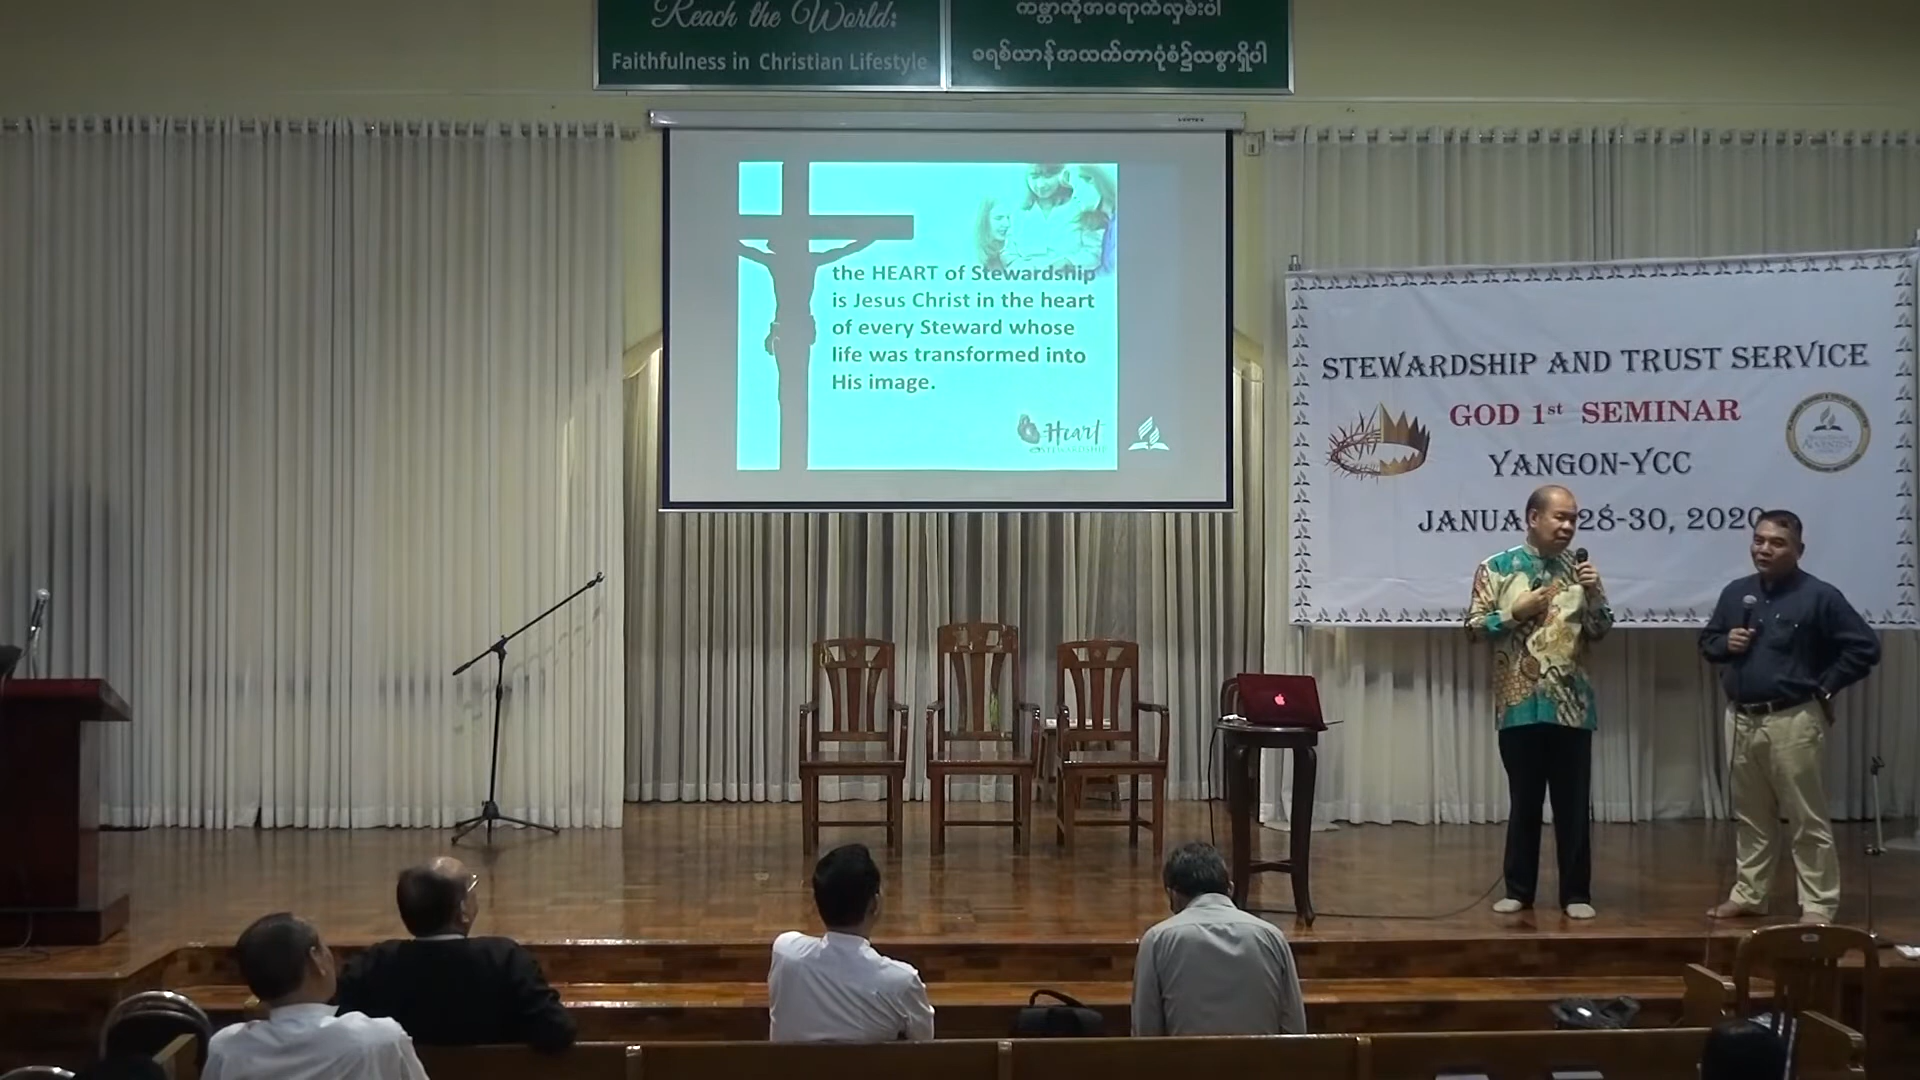 Reach the World:
Faithfulness in Christian Lifestyle
ကမ္ဘာကိုအရောက်လှမ်းပါ
ခရစ်ယာန်အသက်တာပုံစံ၌သစ္စာရှိပါ
the HEART of Stewardship
is Jesus Christ in the heart
of every Steward whose
life was transformed into
His image.
Heart
STEWARDSHIP
STEWARDSHIP AND TRUST SERVICE
GOD 1st SEMINAR
YANGON-YCC
JANUA 28-30, 2020